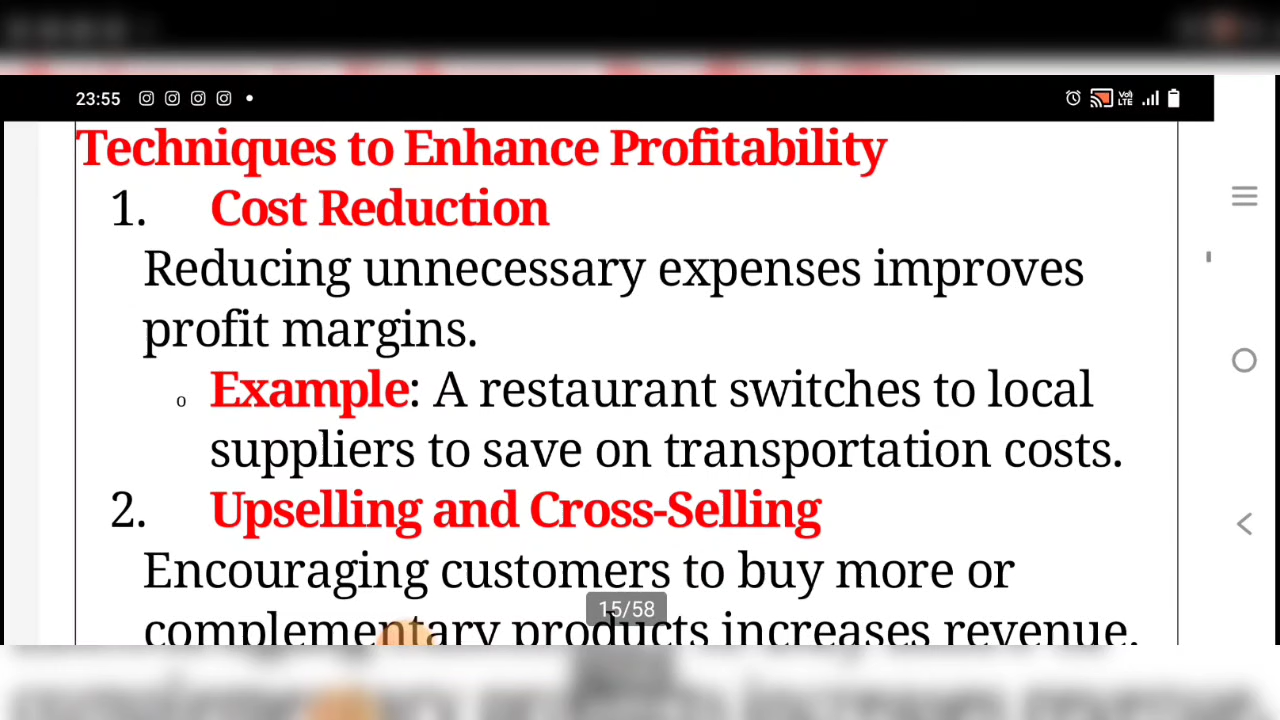 23:55
Techniques to Enhance Profitability
1. Cost Reduction
Reducing unnecessary expenses improves
profit margins.
o Example: A restaurant switches to local
suppliers to save on transportation costs.
2. Upselling and Cross-Selling
Encouraging customers to buy more or
15/58
complementary products increases revenue.